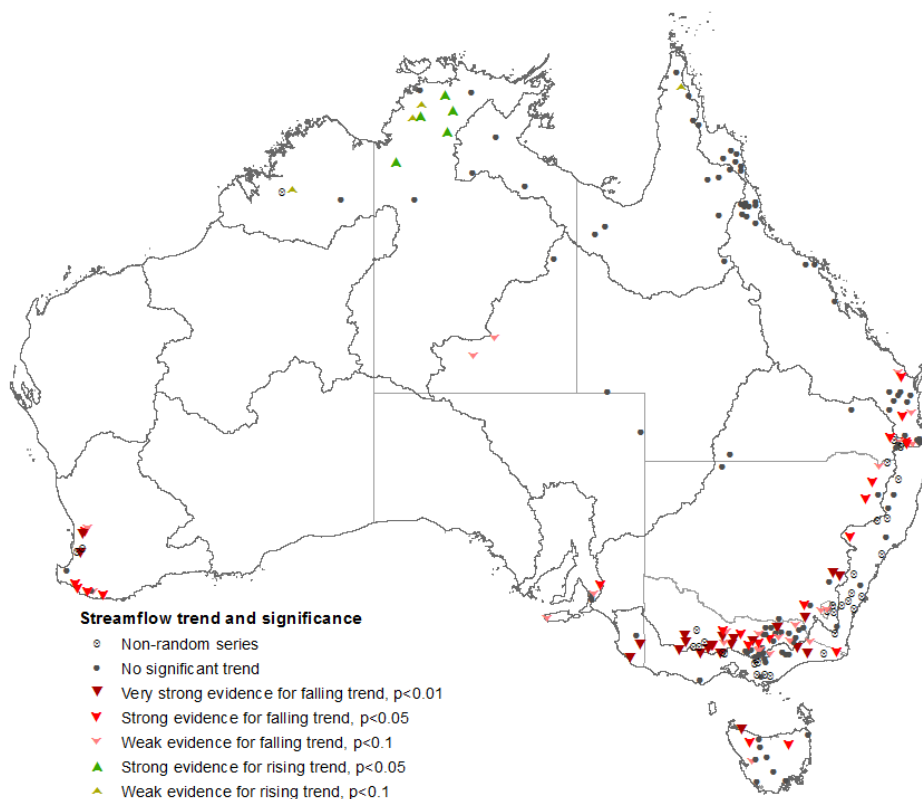 Streamflow trend and significance
Non-random series
No significant trend
Very strong evidence for falling trend, p<0.01
Strong evidence for falling trend, p<0.05
Weak evidence for falling trend, p<0.1
Strong evidence for rising trend, p<0.05
Weak evidence for rising trend, p<0.1